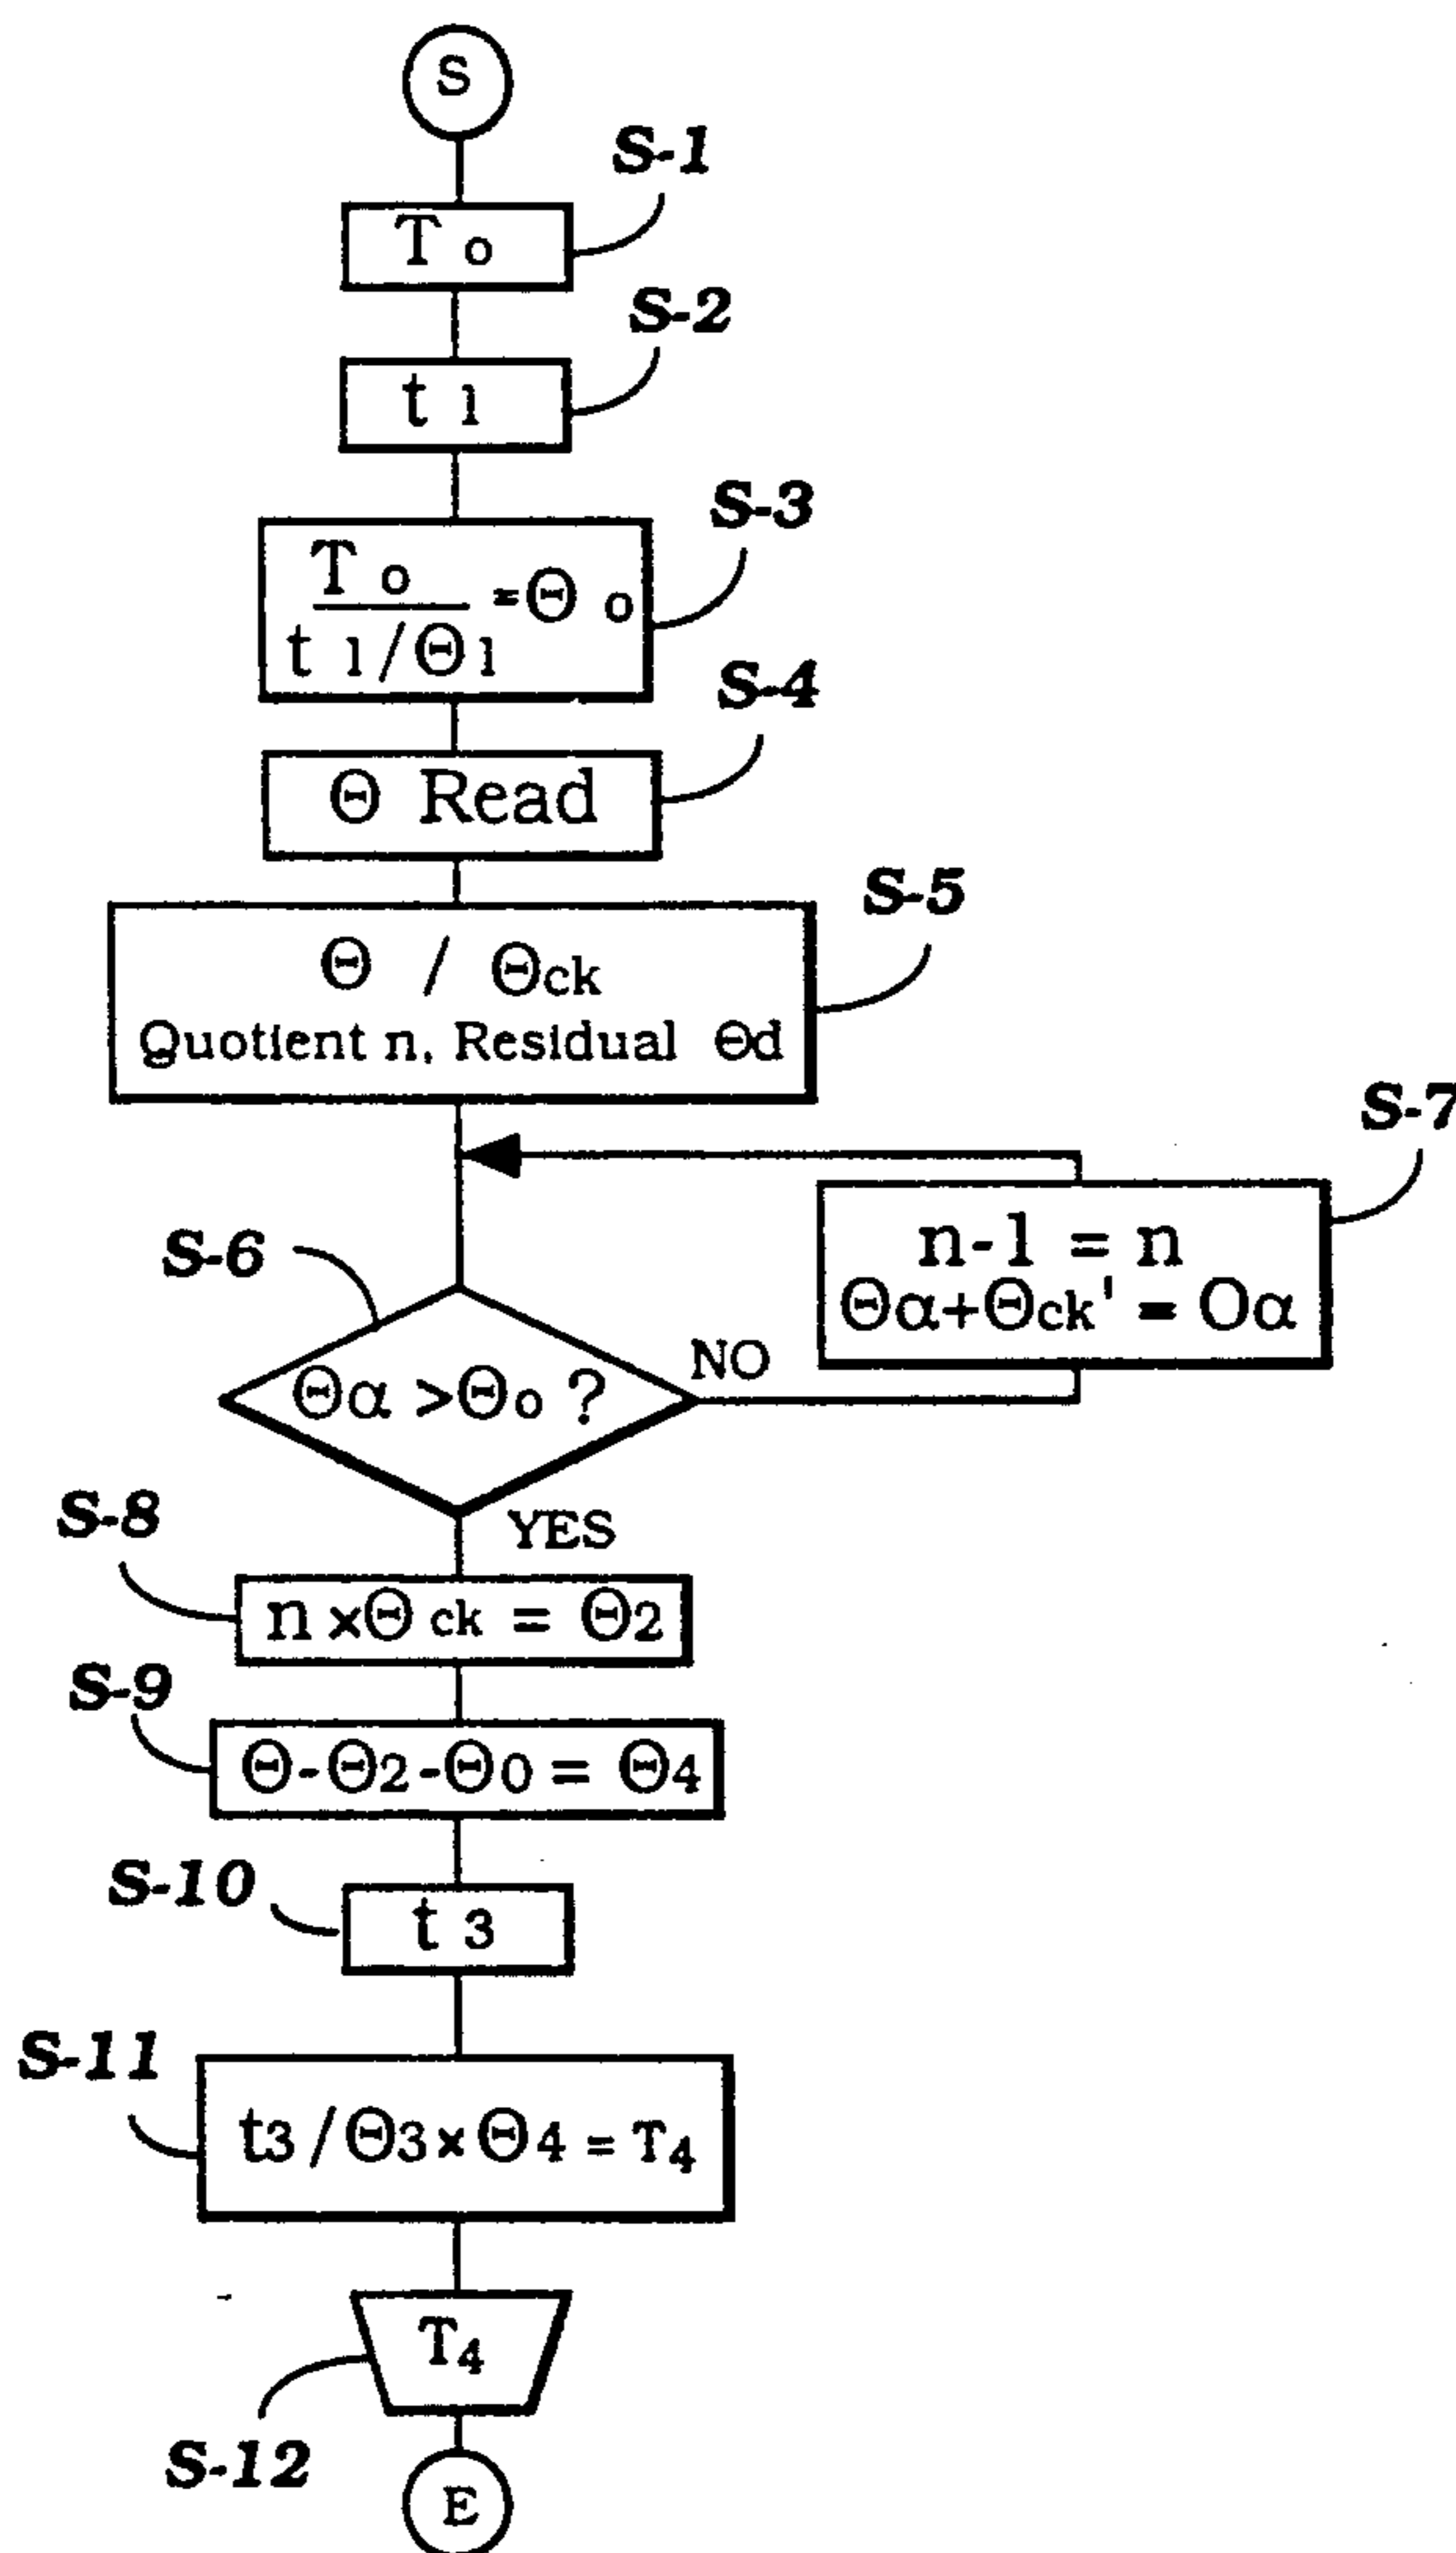 S
S-1
T o
S-2
t 1
S-3
T o
t 1/Θ1
=Θ o
S-4
Θ Read
S-5
Θ / Θck
Quotient n, Residual Θd
S-7
n-1 = n
Θα+Θck' = Oα
S-6
Θα >Θo ?
NO
YES
S-8
n ×Θ ck = Θ2
S-9
Θ-Θ2-Θ0 = Θ4
S-10
t 3
S-11
t3/Θ3×Θ4 = T4
T4
S-12
E